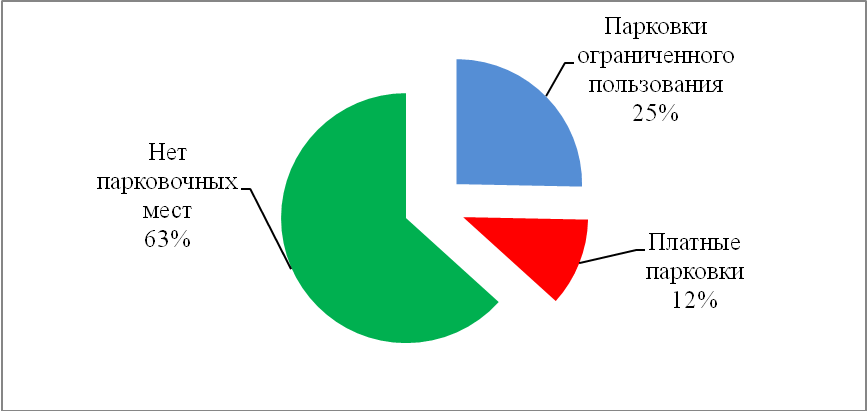 Парковки
ограниченного
пользования
25%
Нет
парковочных
мест
63%
Платные
парковки
12%